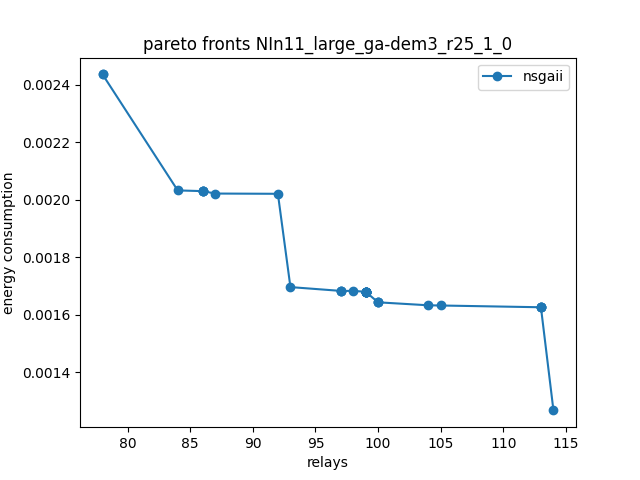 pareto fronts NIn11_large_ga-dem3_r25_1_0
nsgaii
energy consumption
0.0024
0.0022
0.0020
0.0018
0.0016
0.0014
80 85 90 95 100 105 110 115
relays